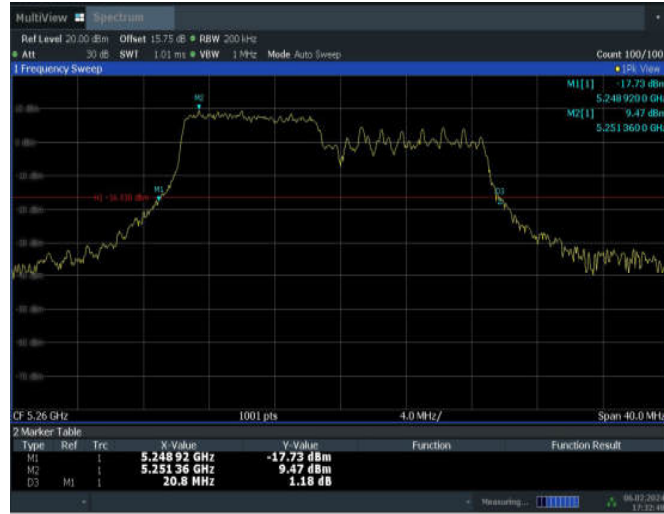 MultiView Spectrum
Ref Level 20.00 dBm Offset 15.75 dB RBW 200 kHz
Att 30 dB SWT 1.01 ms VBW 1 MHz Mode Auto Sweep Count 100/100
1 Frequency Sweep 1Pk View
M1[1] -17.73 dBm
5.248 920 0 GHz
M2[1] 9.47 dBm
5.251 360 0 GHz
M2
M1
D3
CF 5.26 GHz 1001 pts 4.0 MHz/ Span 40.0 MHz
2 Marker Table
Type Ref Trc X-Value Y-Value Function Function Result
M1 1 5.248 92 GHz -17.73 dBm
M2 1 5.251 36 GHz 9.47 dBm
D3 M1 1 20.8 MHz 1.18 dB
Measuring...
06.02.2024